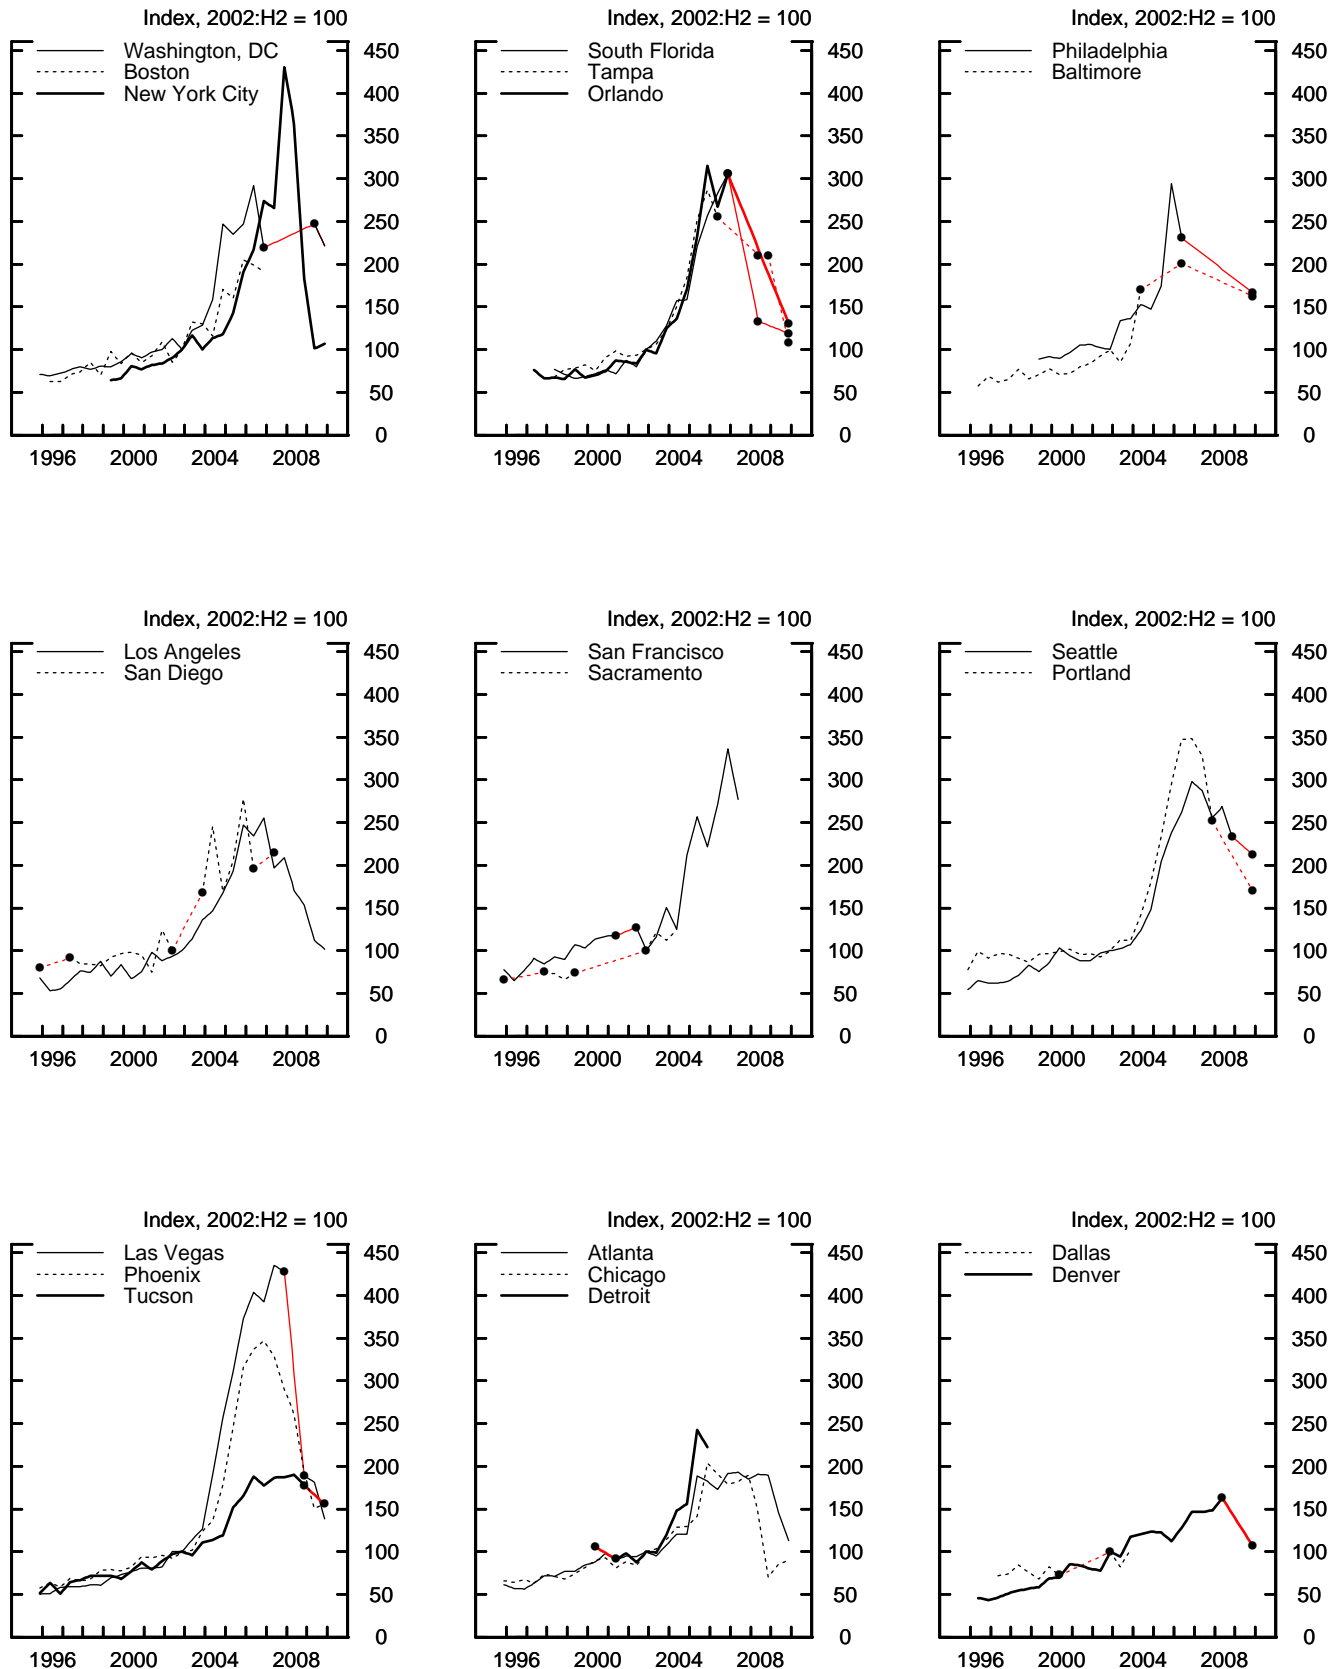 Index, 2002:H2 = 100
Washington, DC
Boston
New York City
450
400
350
300
250
200
150
100
50
0
1996 2000 2004 2008
Index, 2002:H2 = 100
South Florida
Tampa
Orlando
450
400
350
300
250
200
150
100
50
0
1996 2000 2004 2008
Index, 2002:H2 = 100
Philadelphia
Baltimore
450
400
350
300
250
200
150
100
50
0
1996 2000 2004 2008
Index, 2002:H2 = 100
Los Angeles
San Diego
450
400
350
300
250
200
150
100
50
0
1996 2000 2004 2008
Index, 2002:H2 = 100
San Francisco
Sacramento
450
400
350
300
250
200
150
100
50
0
1996 2000 2004 2008
Index, 2002:H2 = 100
Seattle
Portland
450
400
350
300
250
200
150
100
50
0
1996 2000 2004 2008
Index, 2002:H2 = 100
Las Vegas
Phoenix
Tucson
450
400
350
300
250
200
150
100
50
0
1996 2000 2004 2008
Index, 2002:H2 = 100
Atlanta
Chicago
Detroit
450
400
350
300
250
200
150
100
50
0
1996 2000 2004 2008
Index, 2002:H2 = 100
Dallas
Denver
450
400
350
300
250
200
150
100
50
0
1996 2000 2004 2008